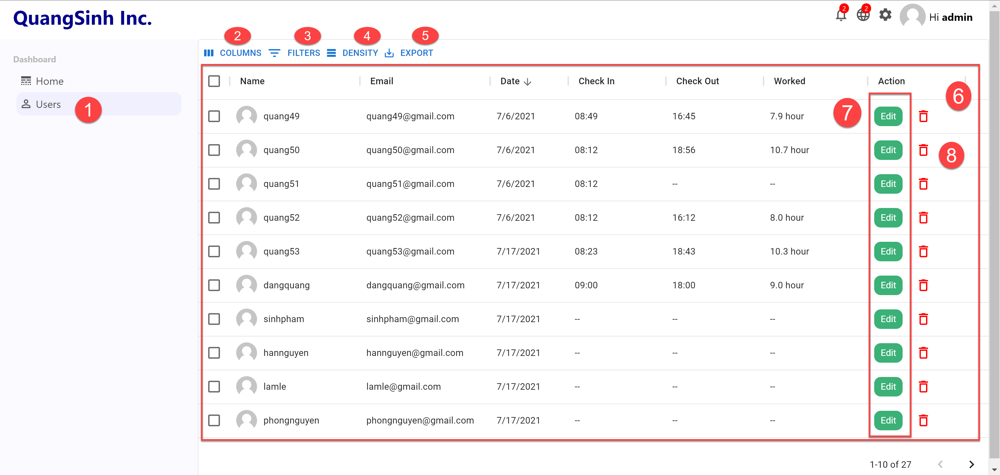 QuangSinh Inc.
2 2 Hi admin
2 3 4 5
COLUMNS FILTERS DENSITY EXPORT
Dashboard
Home
Users 1
Name Email Date Check In Check Out Worked Action
6
quang49 quang49@gmail.com 7/6/2021 08:49 16:45 7.9 hour 7 Edit
quang50 quang50@gmail.com 7/6/2021 08:12 18:56 10.7 hour Edit 8
quang51 quang51@gmail.com 7/6/2021 08:12 -- -- Edit
quang52 quang52@gmail.com 7/6/2021 08:12 16:12 8.0 hour Edit
quang53 quang53@gmail.com 7/17/2021 08:23 18:43 10.3 hour Edit
dangquang dangquang@gmail.com 7/17/2021 09:00 18:00 9.0 hour Edit
sinhpham sinhpham@gmail.com 7/17/2021 -- -- -- Edit
hannguyen hannguyen@gmail.com 7/17/2021 -- -- -- Edit
lamle lamle@gmail.com 7/17/2021 -- -- -- Edit
phongnguyen phongnguyen@gmail.com 7/17/2021 -- -- -- Edit
1-10 of 27